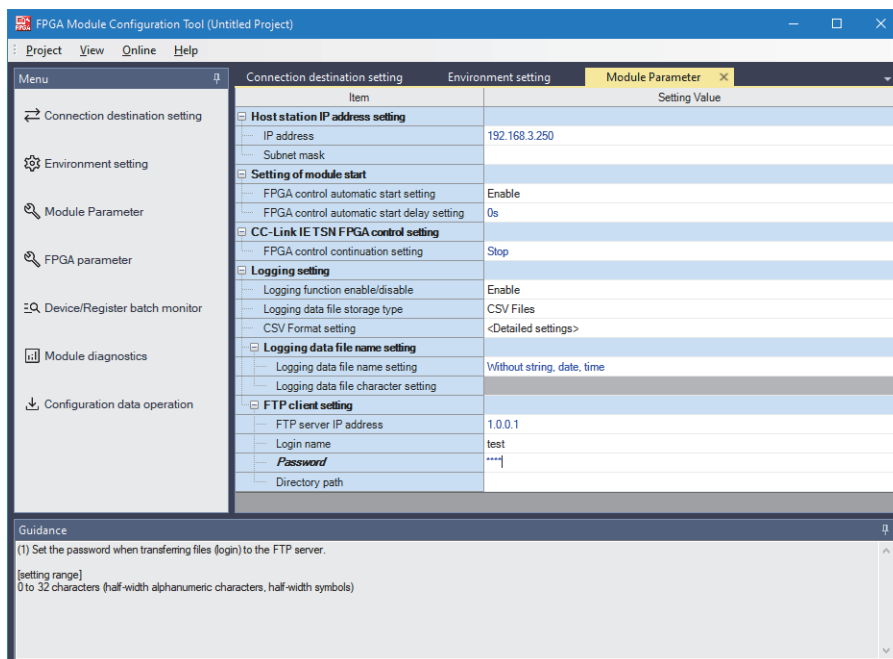 FPGA Module Configuration Tool (Untitled Project)
Project View Online Help
Menu
Connection destination setting
Environment setting
Module Parameter
FPGA parameter
Device/Register batch monitor
Module diagnostics
Configuration data operation
Connection destination setting Environment setting Module Parameter
Item Setting Value
Host station IP address setting
IP address 192.168.3.250
Subnet mask
Setting of module start
FPGA control automatic start setting Enable
FPGA control automatic start delay setting 0s
CC-Link IE TSN FPGA control setting
FPGA control continuation setting Stop
Logging setting
Logging function enable/disable Enable
Logging data file storage type CSV Files
CSV Format setting <Detailed settings>
Logging data file name setting
Logging data file name setting Without string, date, time
Logging data file character setting
FTP client setting
FTP server IP address 1.0.0.1
Login name test
Password ****
Directory path
Guidance
(1) Set the password when transferring files (login) to the FTP server.
[setting range]
0 to 32 characters (half-width alphanumeric characters, half-width symbols)